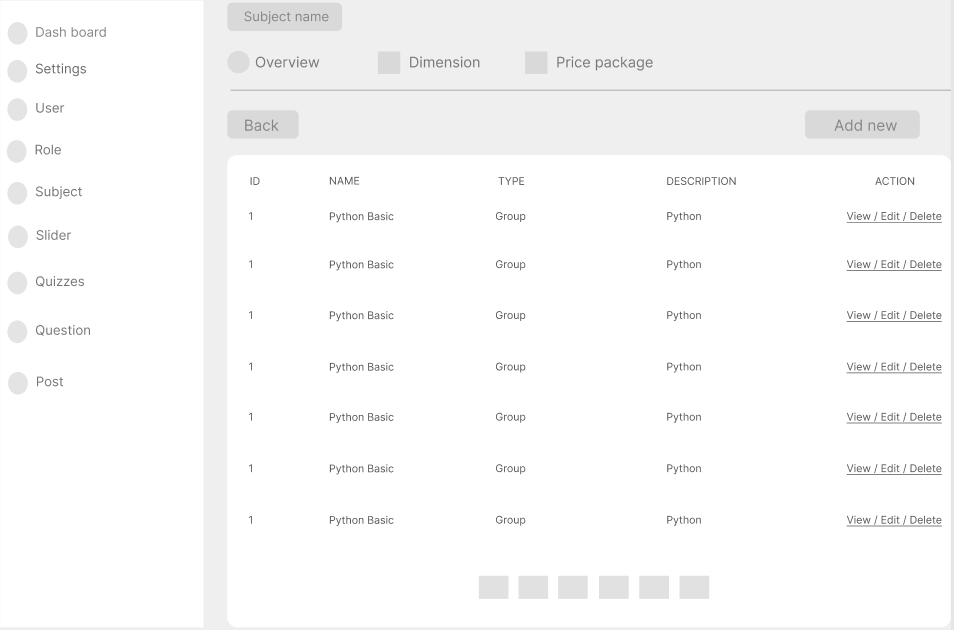 Dash board
Settings
User
Role
Subject
Slider
Quizzes
Question
Post
Subject name
Overview Dimension Price package
Back Add new
ID NAME TYPE DESCRIPTION ACTION
1 Python Basic Group Python View / Edit / Delete
1 Python Basic Group Python View / Edit / Delete
1 Python Basic Group Python View / Edit / Delete
1 Python Basic Group Python View / Edit / Delete
1 Python Basic Group Python View / Edit / Delete
1 Python Basic Group Python View / Edit / Delete
1 Python Basic Group Python View / Edit / Delete